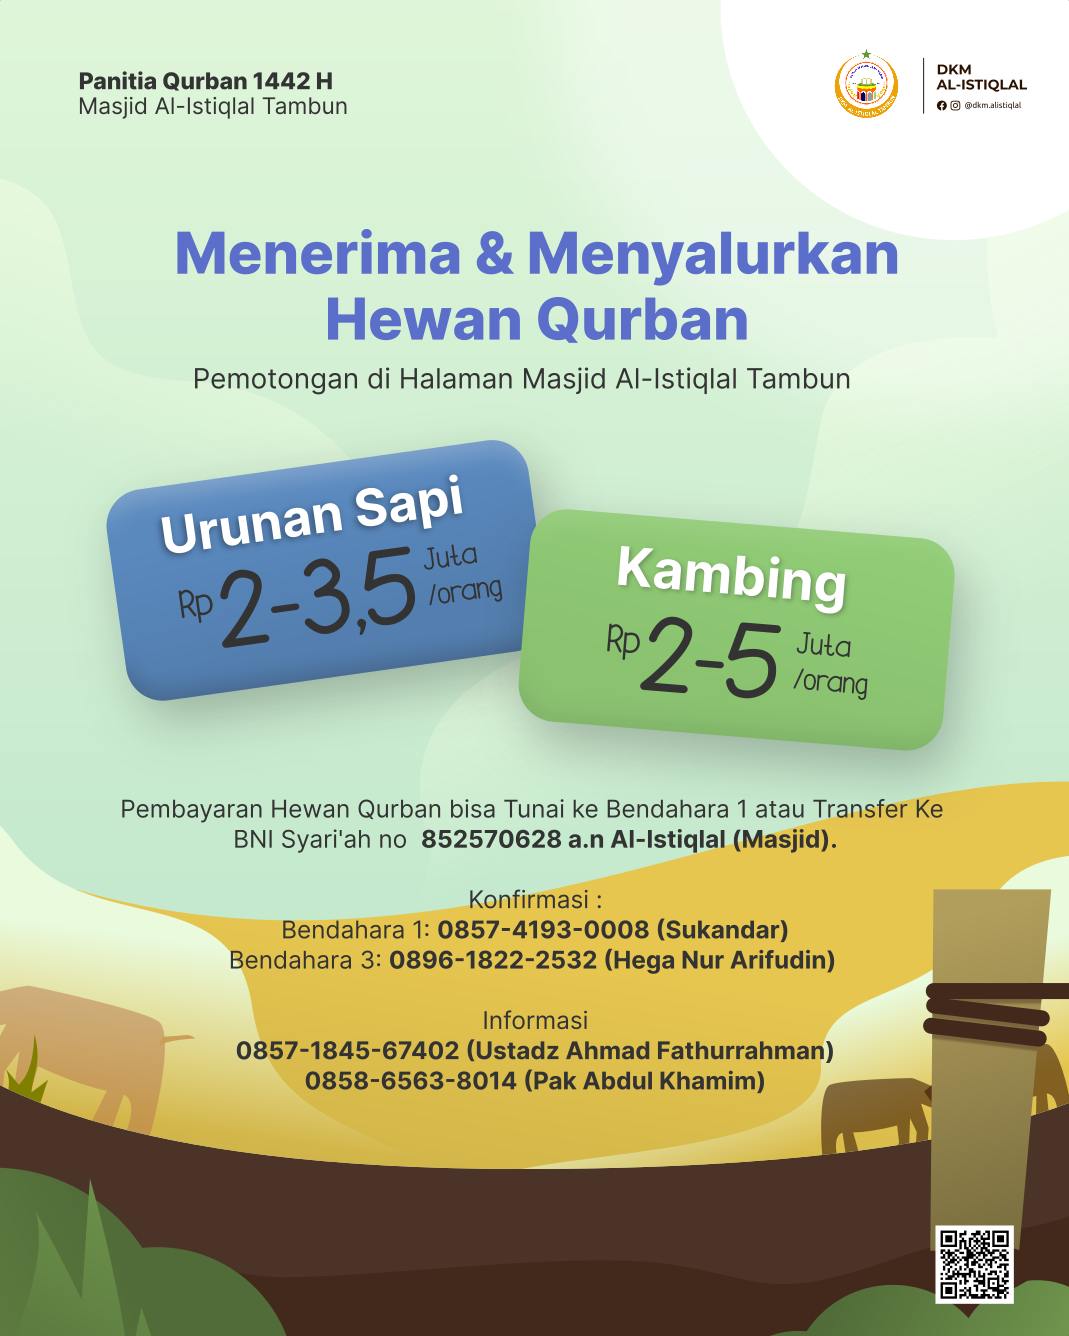 Panitia Qurban 1442 H
Masjid Al-Istiqlal Tambun
DKM
AL-ISTIQLAL
@dkm.alistiqlal
Menerima & Menyalurkan
Hewan Qurban
Pemotongan di Halaman Masjid Al-Istiqlal Tambun
Urunan Sapi
Rp 2-3,5 Juta
/orang
Kambing
Rp 2-5 Juta
/orang
Pembayaran Hewan Qurban bisa Tunai ke Bendahara 1 atau Transfer Ke
BNI Syari'ah no 852570628 a.n Al-Istiqlal (Masjid).
Konfirmasi :
Bendahara 1: 0857-4193-0008 (Sukandar)
Bendahara 3: 0896-1822-2532 (Hega Nur Arifudin)
Informasi
0857-1845-67402 (Ustadz Ahmad Fathurrahman)
0858-6563-8014 (Pak Abdul Khamim)